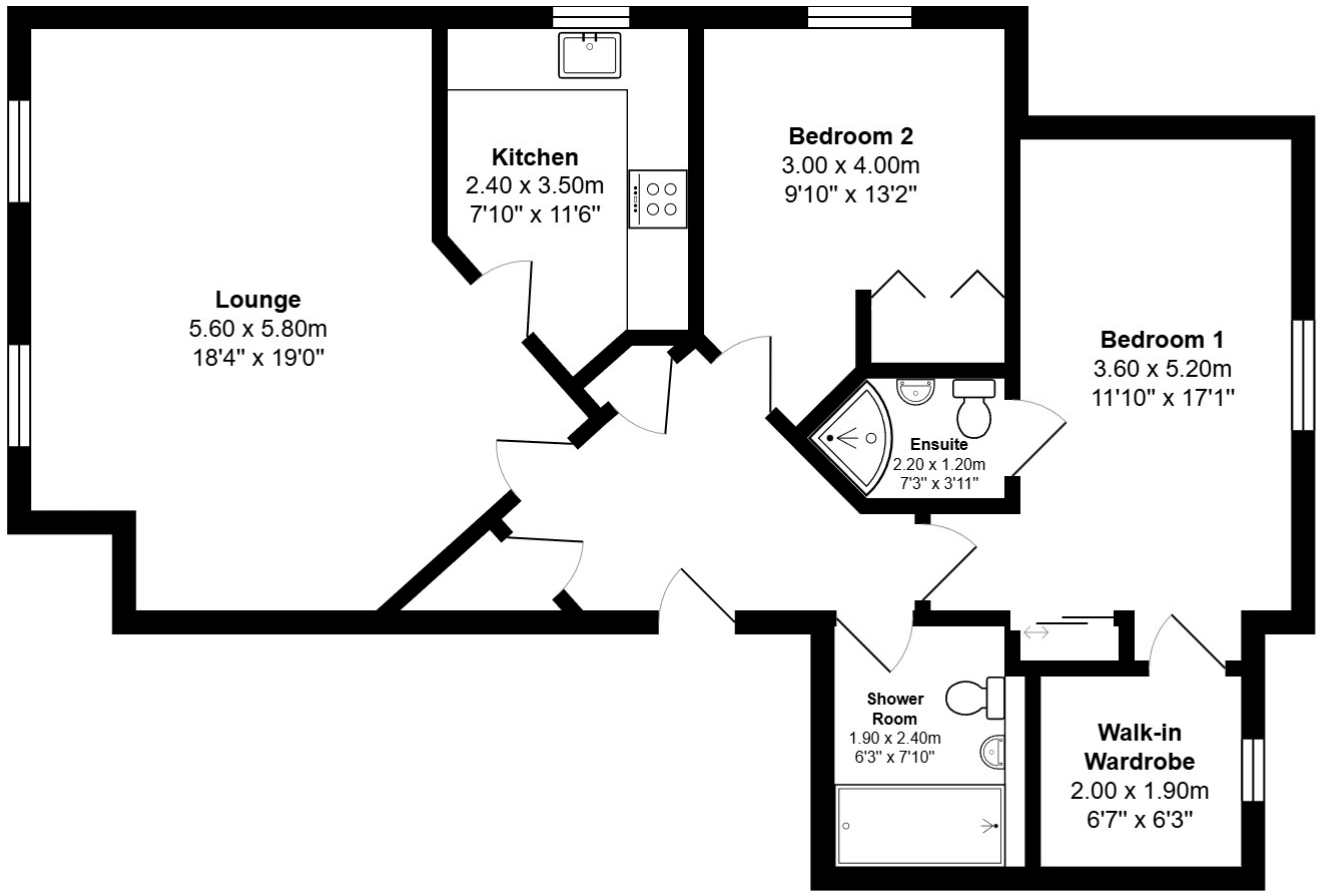 Kitchen
2.40 x 3.50m
7'10" x 11'6"
Bedroom 2
3.00 x 4.00m
9'10" x 13'2"
Lounge
5.60 x 5.80m
18'4" x 19'0"
Bedroom 1
3.60 x 5.20m
11'10" x 17'1"
Ensuite
2.20 x 1.20m
7'3" x 3'11"
Shower
Room
1.90 x 2.40m
6'3" x 7'10"
Walk-in
Wardrobe
2.00 x 1.90m
6'7" x 6'3"